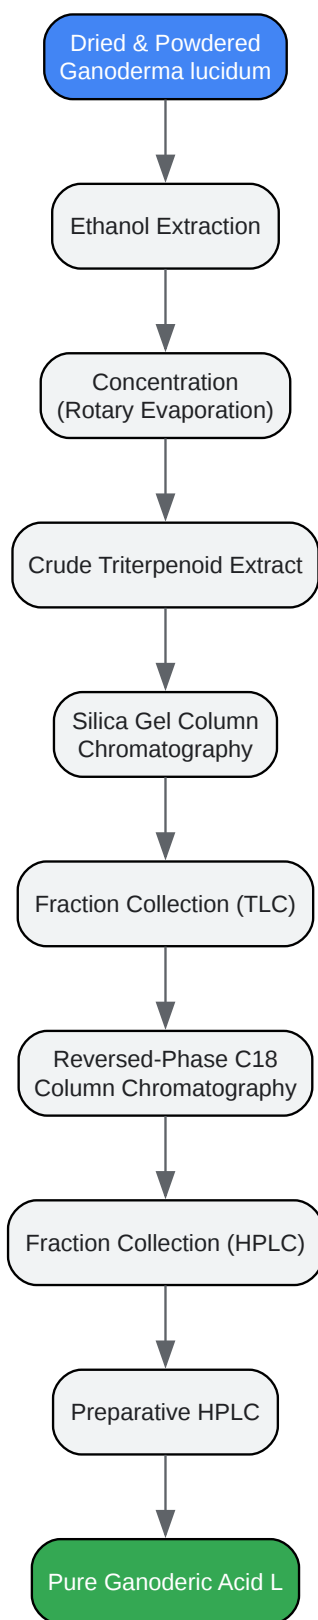 Dried & Powdered
Ganoderma lucidum
Ethanol Extraction
Concentration
(Rotary Evaporation)
Crude Triterpenoid Extract
Silica Gel Column
Chromatography
Fraction Collection (TLC)
Reversed-Phase C18
Column Chromatography
Fraction Collection (HPLC)
Preparative HPLC
Pure Ganoderic Acid L